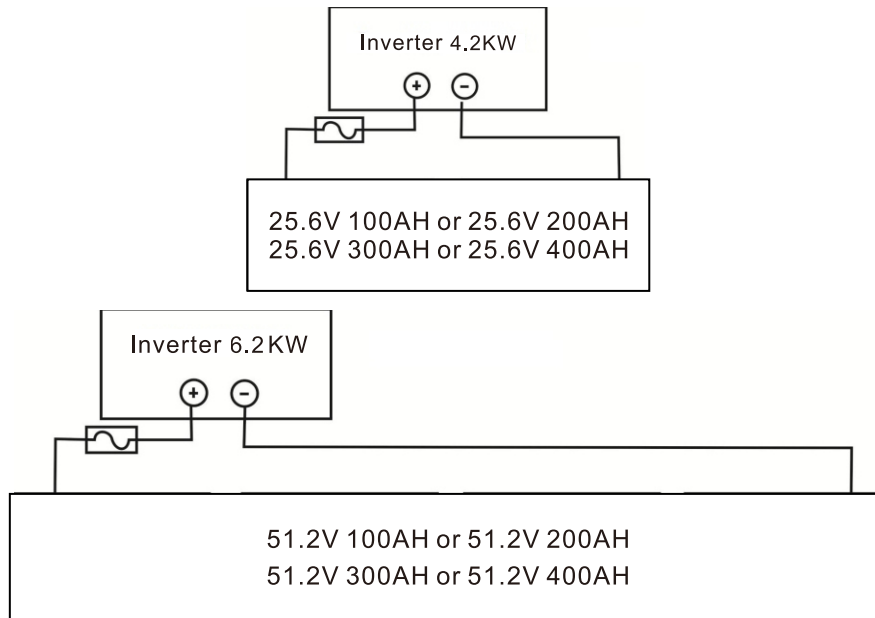 Inverter 4.2KW
+ −
25.6V 100AH or 25.6V 200AH
25.6V 300AH or 25.6V 400AH
Inverter 6.2KW
+ −
51.2V 100AH or 51.2V 200AH
51.2V 300AH or 51.2V 400AH